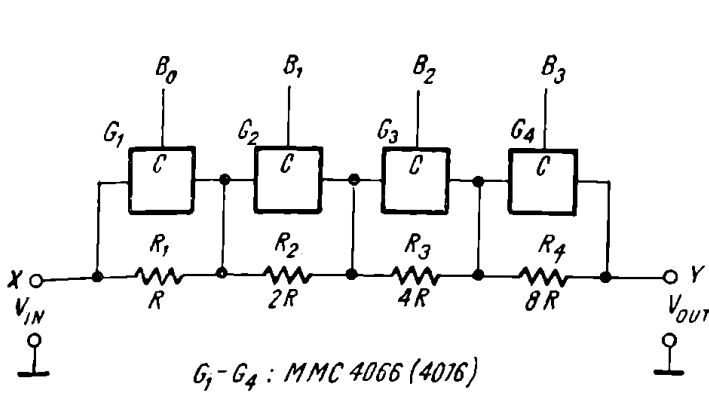 B0 B1 B2 B3
G1 G2 G3 G4
C C C C
R1 R2 R3 R4
X Y
R 2R 4R 8R
VIN VOUT
G1-G4 : MMC 4066 (4016)